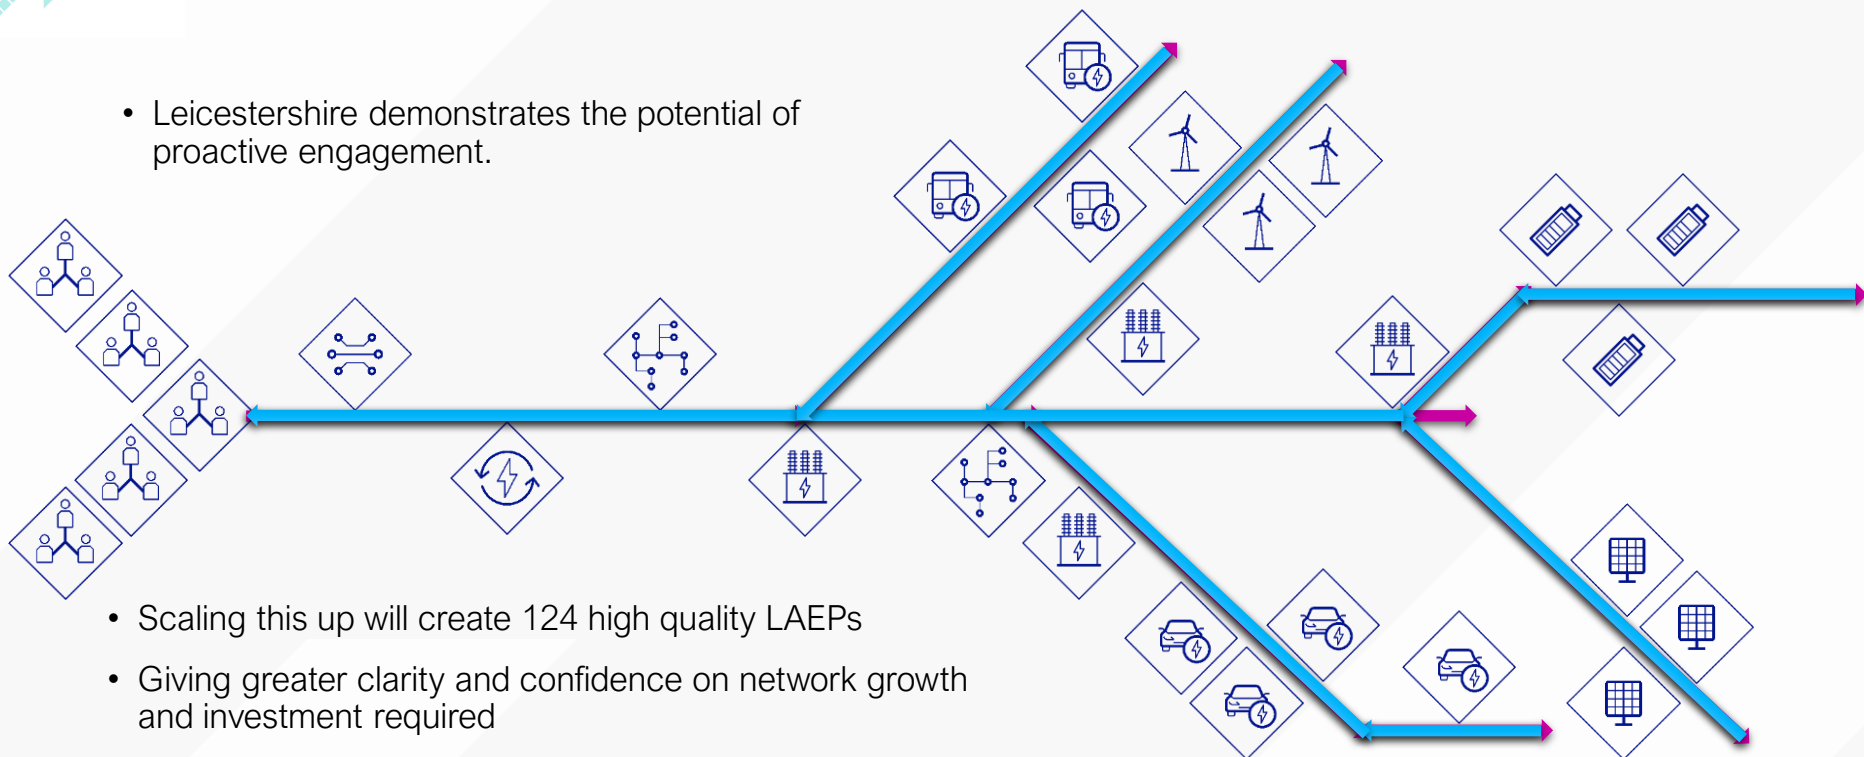 • Leicestershire demonstrates the potential of
proactive engagement.
• Scaling this up will create 124 high quality LAEPs
• Giving greater clarity and confidence on network growth
and investment required